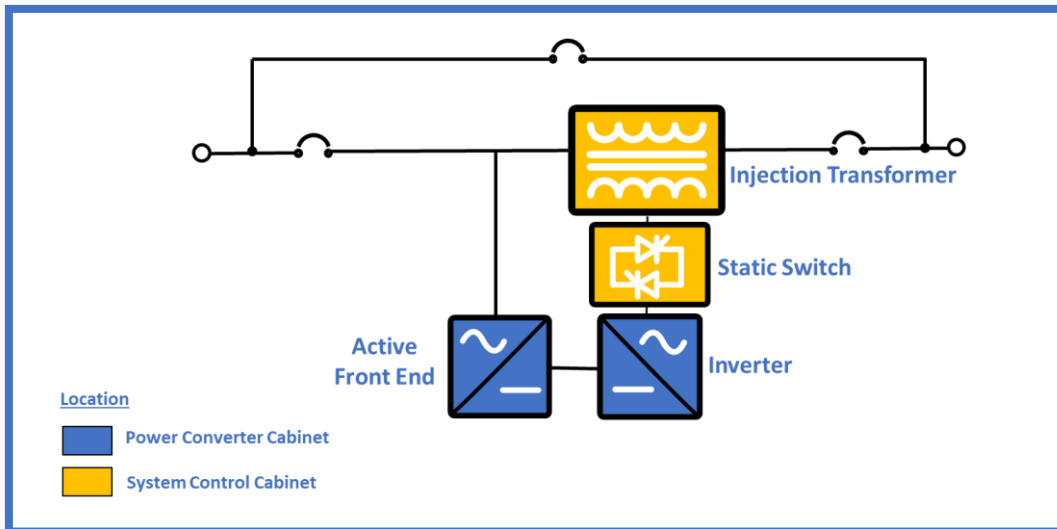 Injection Transformer
Static Switch
Active
Front End
Inverter
Location
Power Converter Cabinet
System Control Cabinet